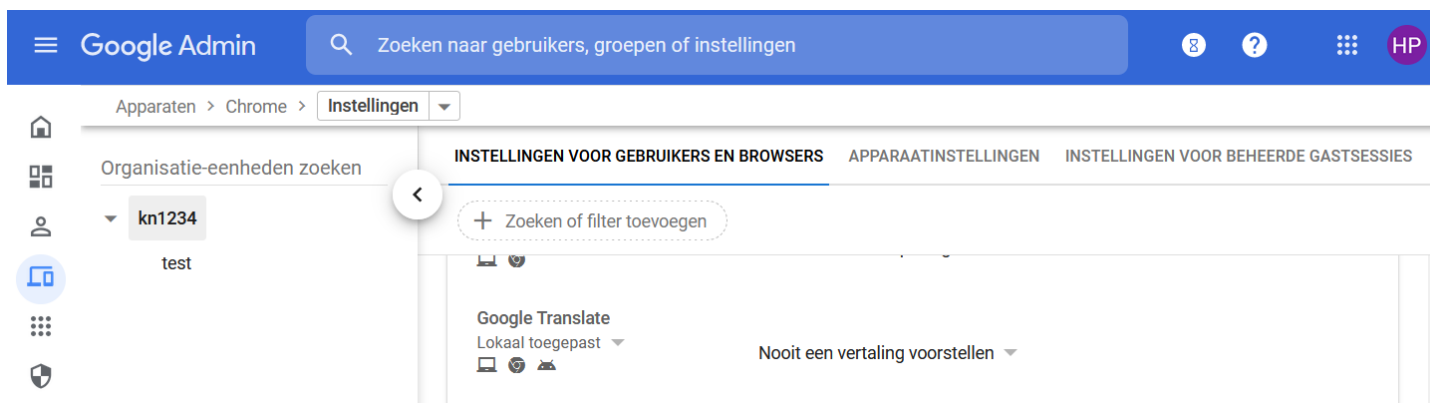 Google Admin
Zoeken naar gebruikers, groepen of instellingen
HP
Apparaten > Chrome > Instellingen
Organisatie-eenheden zoeken
kn1234
test
INSTELLINGEN VOOR GEBRUIKERS EN BROWSERS APPARAATINSTELLINGEN INSTELLINGEN VOOR BEHEERDE GASTSESSIES
+ Zoeken of filter toevoegen
Google Translate
Lokaal toegepast
Nooit een vertaling voorstellen